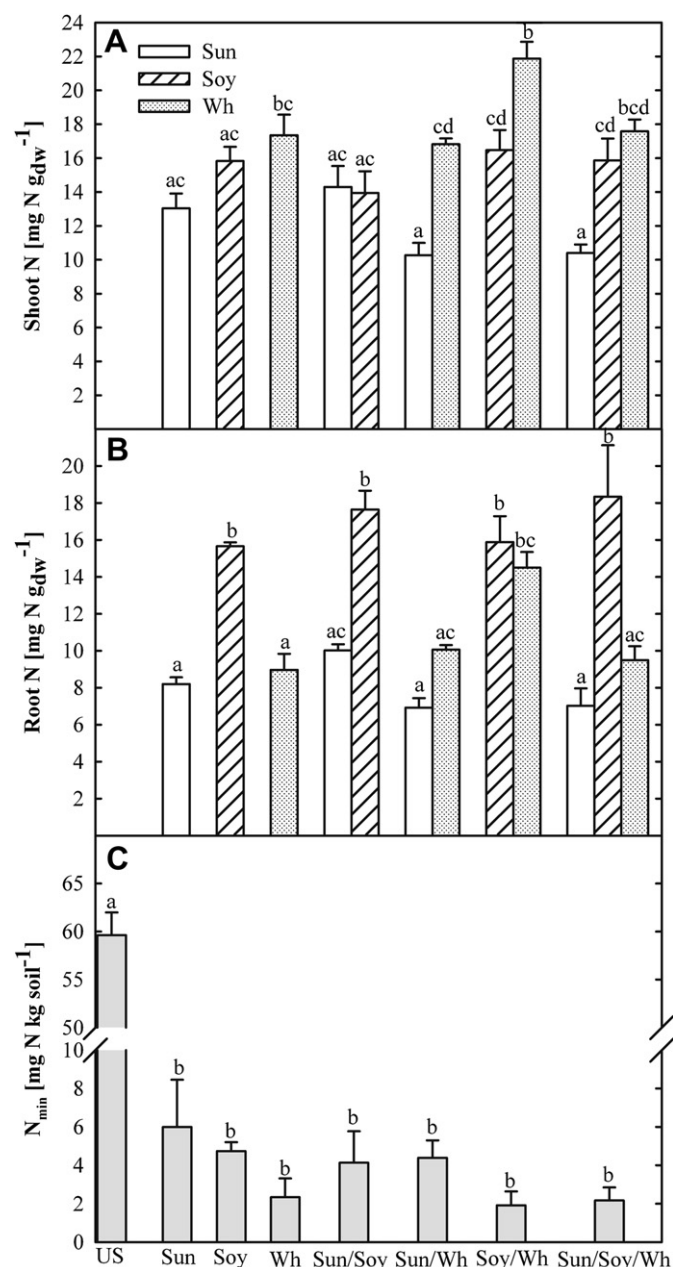 A
Sun
Soy
Wh
Shoot N [mg N gdw⁻¹]
24
22
20
18
16
14
12
10
8
6
4
2
ac
ac
bc
ac
ac
a
cd
cd
b
a
cd
bcd
B
Root N [mg N gdw⁻¹]
20
18
16
14
12
10
8
6
4
2
a
b
a
ac
b
a
ac
b
bc
a
b
ac
C
Nmin [mg N kg soil⁻¹]
65
60
55
50
10
8
6
4
2
0
a
b
b
b
b
b
b
b
US Sun Soy Wh Sun/Soy Sun/Wh Soy/Wh Sun/Soy/Wh